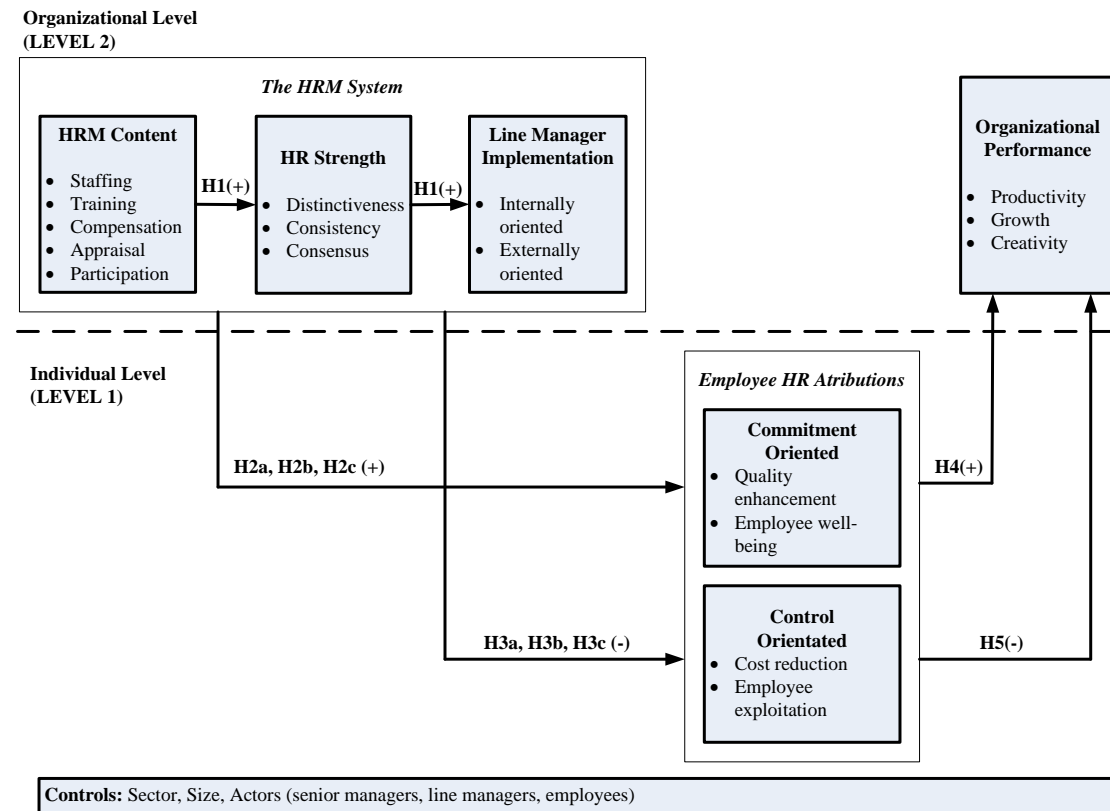 Organizational Level
(LEVEL 2)
The HRM System
HRM Content
• Staffing
• Training
• Compensation
• Appraisal
• Participation
H1(+)
HR Strength
• Distinctiveness
• Consistency
• Consensus
H1(+)
Line Manager
Implementation
• Internally
oriented
• Externally
oriented
Organizational
Performance
• Productivity
• Growth
• Creativity
Individual Level
(LEVEL 1)
Employee HR Atributions
Commitment
Oriented
• Quality
enhancement
• Employee well-
being
H2a, H2b, H2c (+)
H4(+)
Control
Orientated
• Cost reduction
• Employee
exploitation
H3a, H3b, H3c (-)
H5(-)
Controls: Sector, Size, Actors (senior managers, line managers, employees)